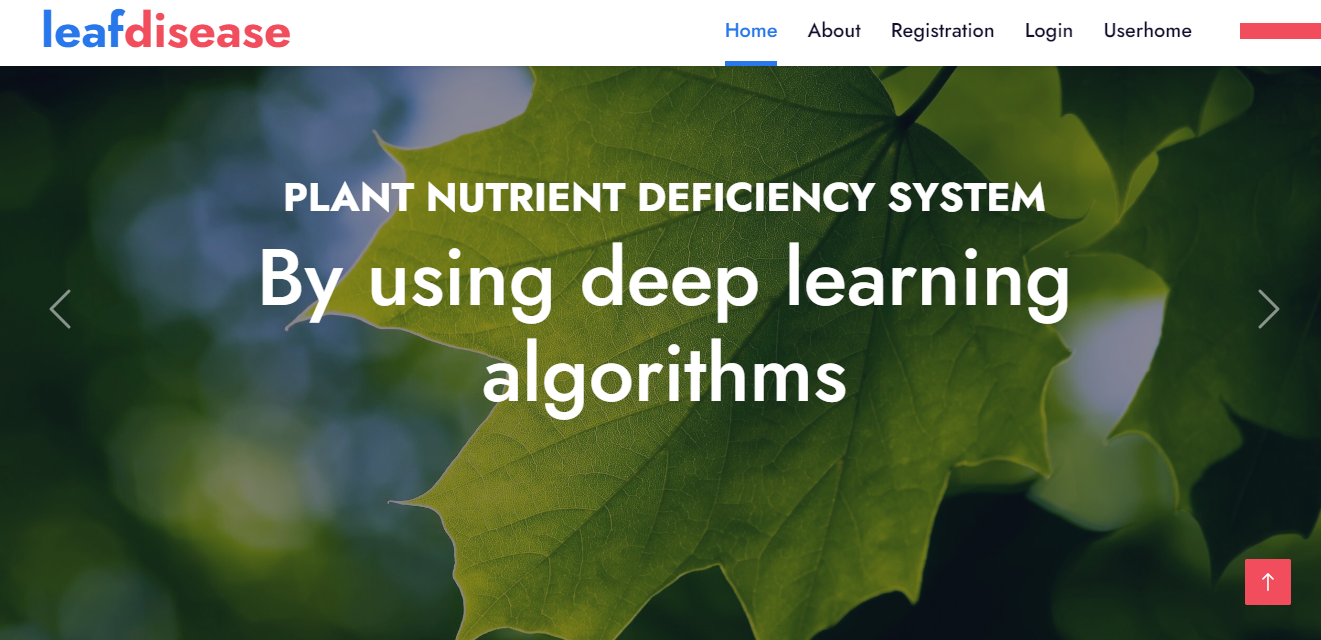 leafdisease
Home About Registration Login Userhome
PLANT NUTRIENT DEFICIENCY SYSTEM
By using deep learning
algorithms